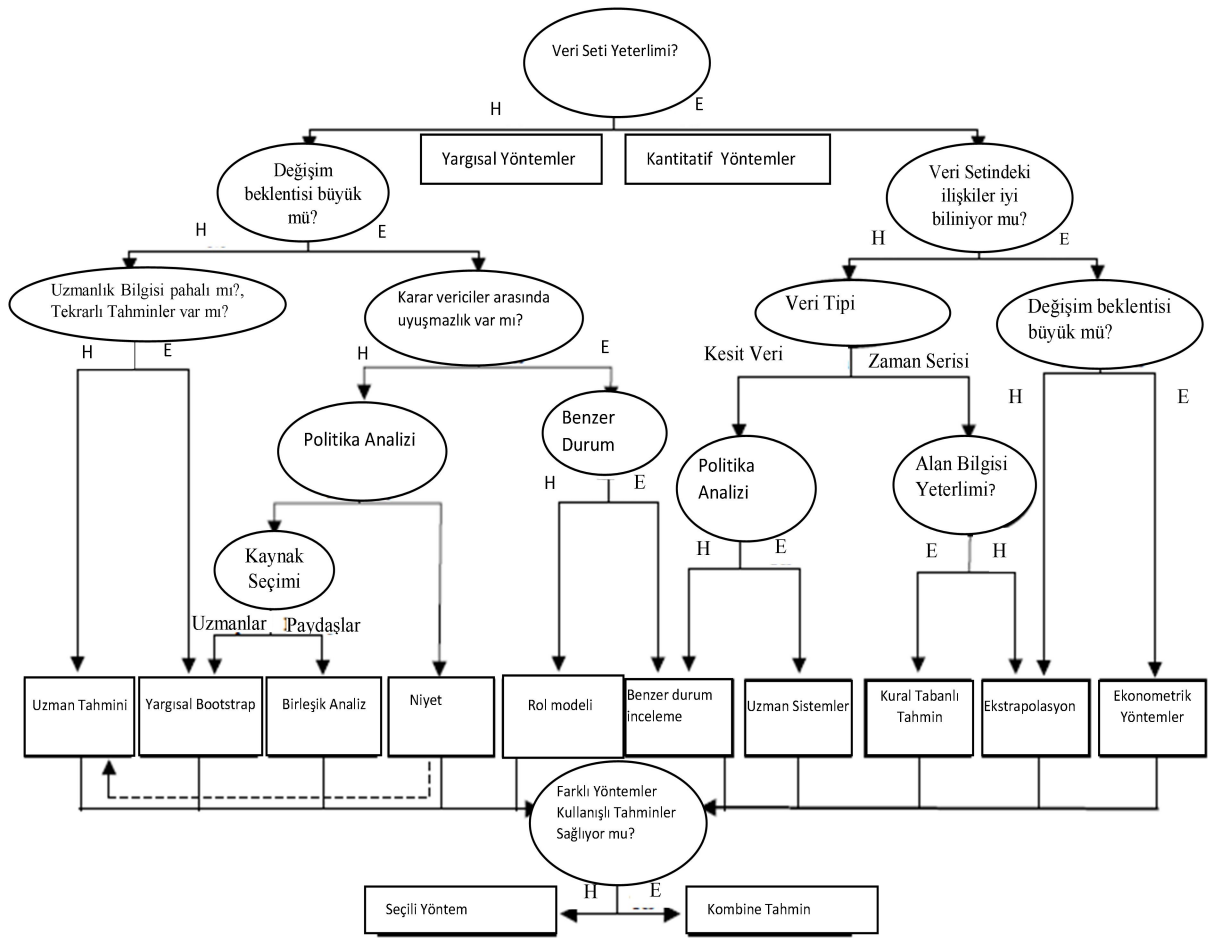 Veri Seti Yeterlimi?
H
E
Yargısal Yöntemler
Kantitatif Yöntemler
Değişim
beklentisi büyük
mü?
Veri Setindeki
ilişkiler iyi
biliniyor mu?
H
E
H
E
Uzmanlık Bilgisi pahalı mı?,
Tekrarlı Tahminler var mı?
Karar vericiler arasında
uyuşmazlık var mı?
Veri Tipi
Değişim beklentisi
büyük mü?
H
E
H
E
Kesit Veri
Zaman Serisi
H
E
Politika Analizi
Benzer
Durum
Politika
Analizi
Alan Bilgisi
Yeterlimi?
H
E
H
E
E
H
Kaynak
Seçimi
Uzmanlar
Paydaşlar
Uzman Tahmini
Yargısal Bootstrap
Birleşik Analiz
Niyet
Rol modeli
Benzer durum
inceleme
Uzman Sistemler
Kural Tabanlı
Tahmin
Ekstrapolasyon
Ekonometrik
Yöntemler
Farklı Yöntemler
Kullanışlı Tahminler
Sağlıyor mu?
H
E
Seçili Yöntem
Kombine Tahmin